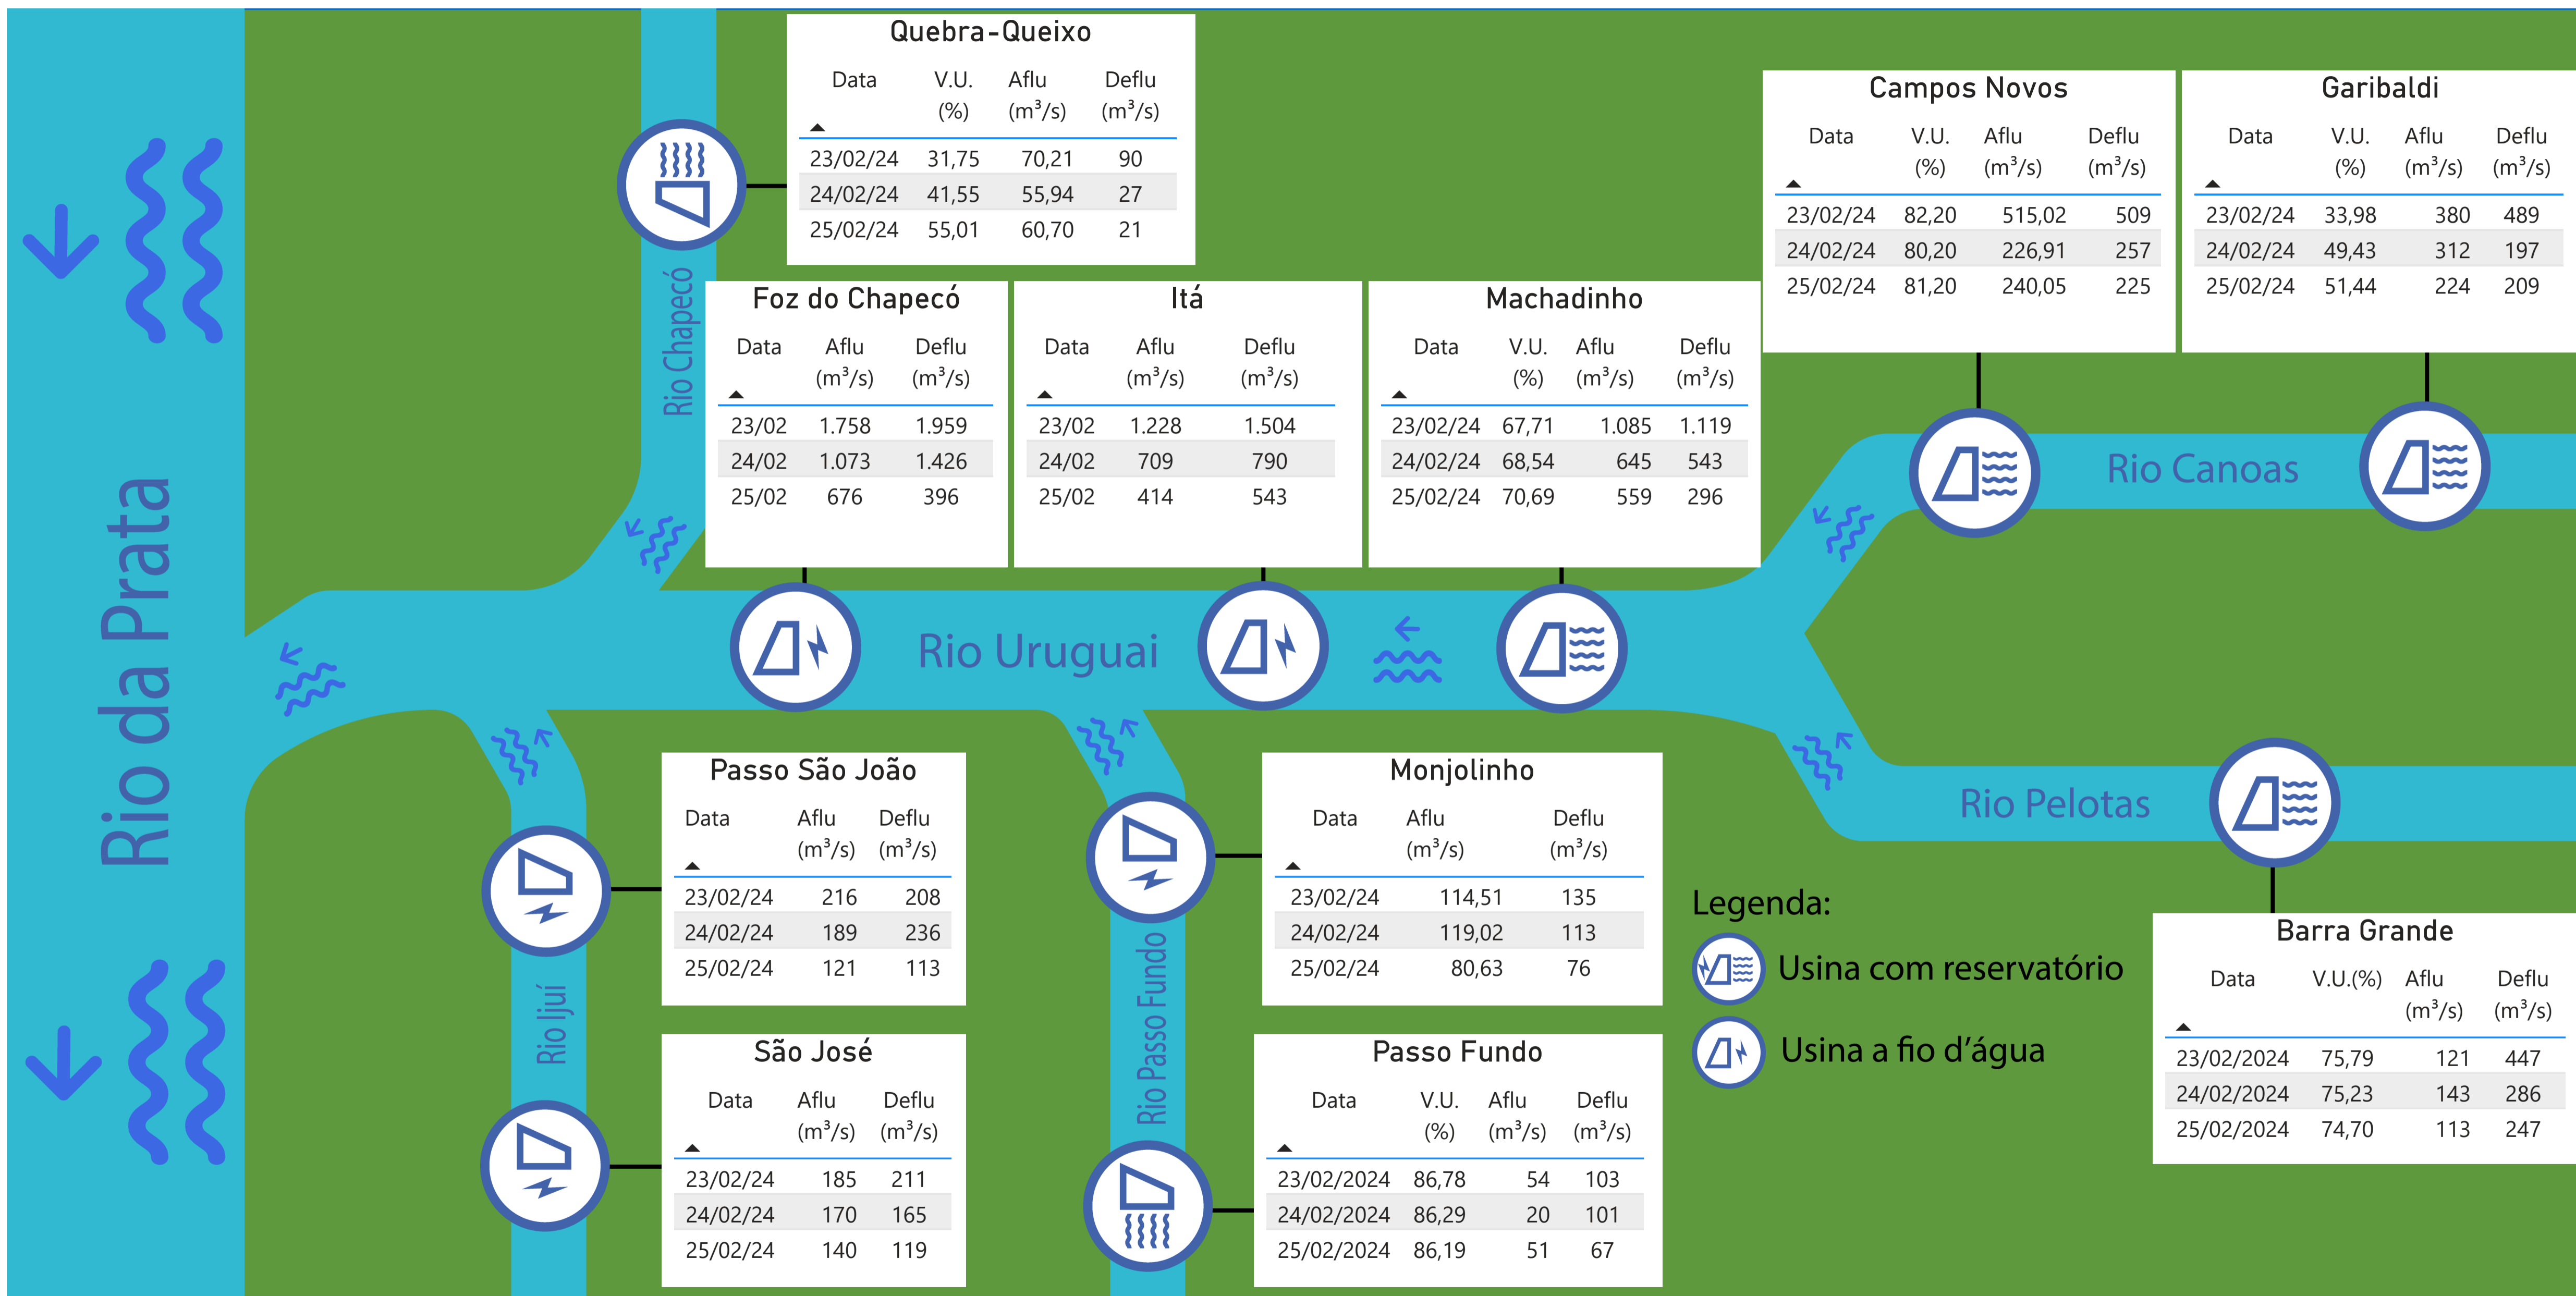 Quebra-Queixo
Data V.U. Aflu Deflu
(%) (m³/s) (m³/s)
23/02/24 31,75 70,21 90
24/02/24 41,55 55,94 27
25/02/24 55,01 60,70 21
Campos Novos
Data V.U. Aflu Deflu
(%) (m³/s) (m³/s)
23/02/24 82,20 515,02 509
24/02/24 80,20 226,91 257
25/02/24 81,20 240,05 225
Garibaldi
Data V.U. Aflu Deflu
(%) (m³/s) (m³/s)
23/02/24 33,98 380 489
24/02/24 49,43 312 197
25/02/24 51,44 224 209
Rio Chapecó
Foz do Chapecó
Data Aflu Deflu
(m³/s) (m³/s)
23/02 1.758 1.959
24/02 1.073 1.426
25/02 676 396
Itá
Data Aflu Deflu
(m³/s) (m³/s)
23/02 1.228 1.504
24/02 709 790
25/02 414 543
Machadinho
Data V.U. Aflu Deflu
(%) (m³/s) (m³/s)
23/02/24 67,71 1.085 1.119
24/02/24 68,54 645 543
25/02/24 70,69 559 296
Rio Canoas
Rio da Prata
Rio Uruguai
Rio Pelotas
Passo São João
Data Aflu Deflu
(m³/s) (m³/s)
23/02/24 216 208
24/02/24 189 236
25/02/24 121 113
Monjolinho
Data Aflu Deflu
(m³/s) (m³/s)
23/02/24 114,51 135
24/02/24 119,02 113
25/02/24 80,63 76
Legenda:
Usina com reservatório
Usina a fio d’água
Barra Grande
Data V.U.(%) Aflu Deflu
(m³/s) (m³/s)
23/02/2024 75,79 121 447
24/02/2024 75,23 143 286
25/02/2024 74,70 113 247
Rio Ijuí
São José
Data Aflu Deflu
(m³/s) (m³/s)
23/02/24 185 211
24/02/24 170 165
25/02/24 140 119
Rio Passo Fundo
Passo Fundo
Data V.U. Aflu Deflu
(%) (m³/s) (m³/s)
23/02/2024 86,78 54 103
24/02/2024 86,29 20 101
25/02/2024 86,19 51 67